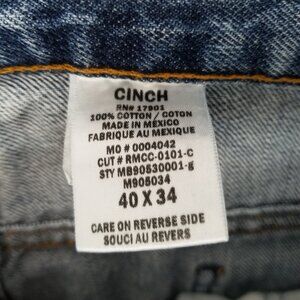 CINCH
RN# 17901
100% COTTON / COTON
MADE IN MEXICO
FABRIQUE AU MEXIQUE
MO # 0004042
CUT # RMCC-0101-C
STY MB90530001-g
M905034
40 X 34
CARE ON REVERSE SIDE
SOUCI AU REVERS